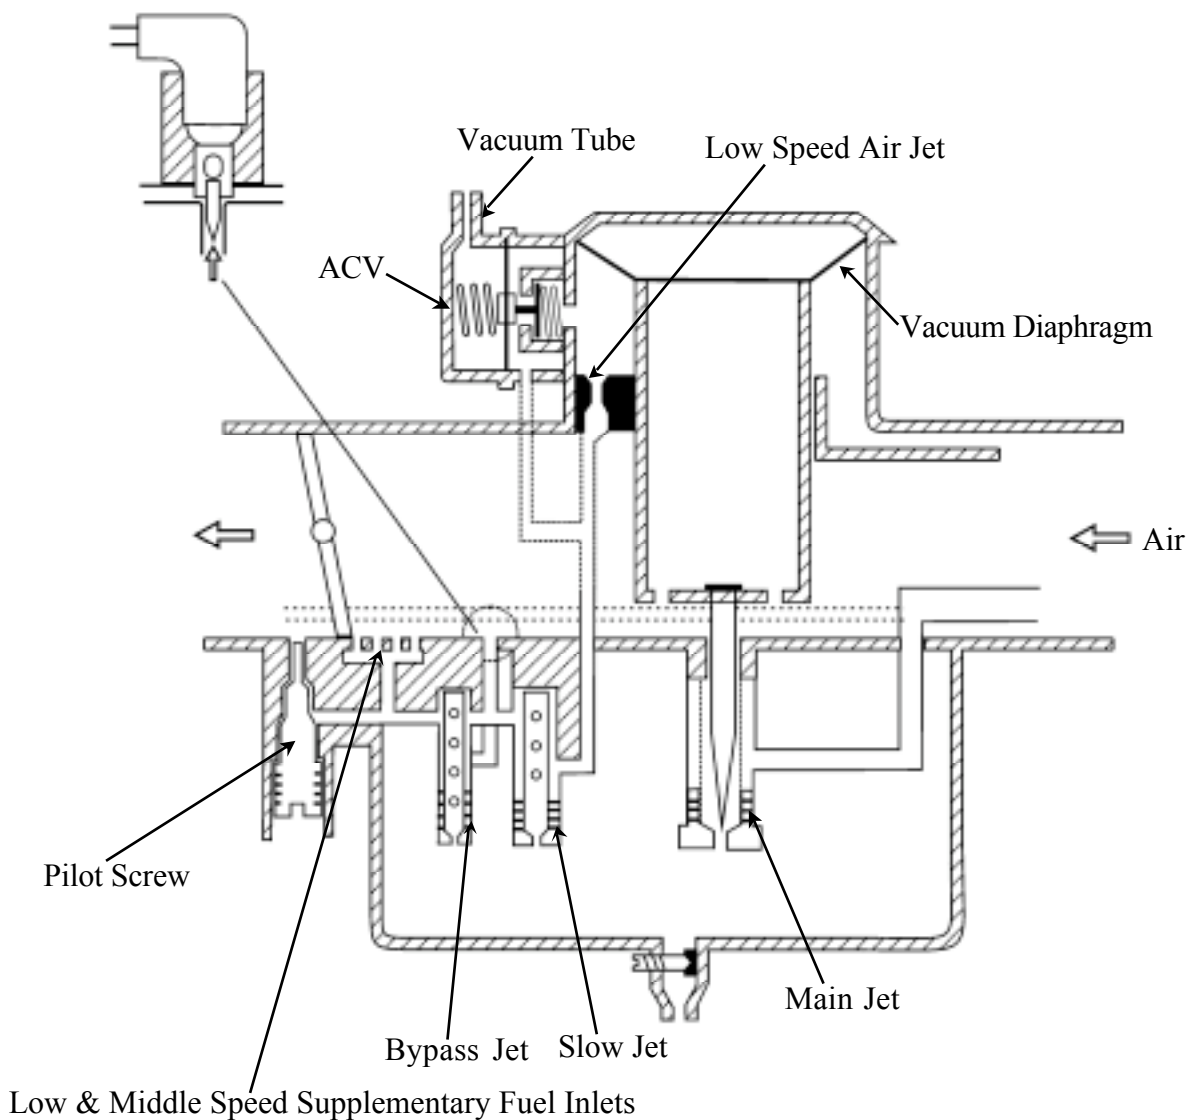 Vacuum Tube
Low Speed Air Jet
ACV
Vacuum Diaphragm
Air
Pilot Screw
Main Jet
Bypass Jet
Slow Jet
Low & Middle Speed Supplementary Fuel Inlets